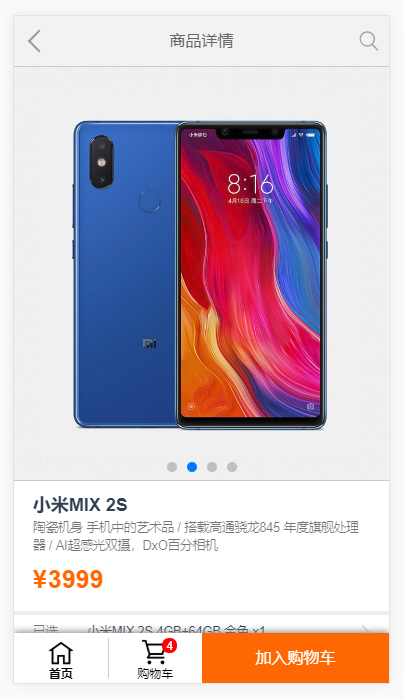 商品详情
8:16
4月16日 周二下午
小米MIX 2S
陶瓷机身 手机中的艺术品 / 搭载高通骁龙845 年度旗舰处理
器 / AI超感光双摄，DxO百分相机
¥3999
已选 小米MIX 2S 4GB+64GB 金色 x1
4
首页 购物车 加入购物车